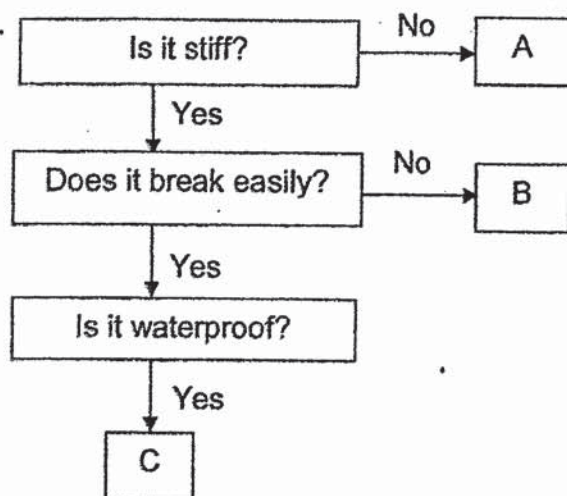 Is it stiff?
No
A
Yes
Does it break easily?
No
B
Yes
Is it waterproof?
Yes
C